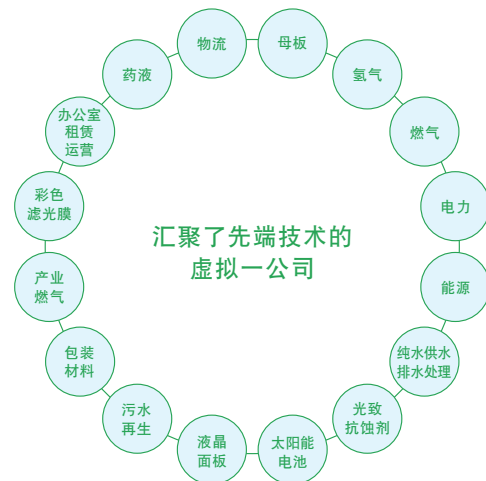 物流
母板
氢气
燃气
电力
能源
纯水供水
排水处理
光致
抗蚀剂
太阳能
电池
液晶
面板
污水
再生
包装
材料
产业
燃气
彩色
滤光膜
办公室
租赁
运营
药液
汇聚了先端技术的
虚拟一公司